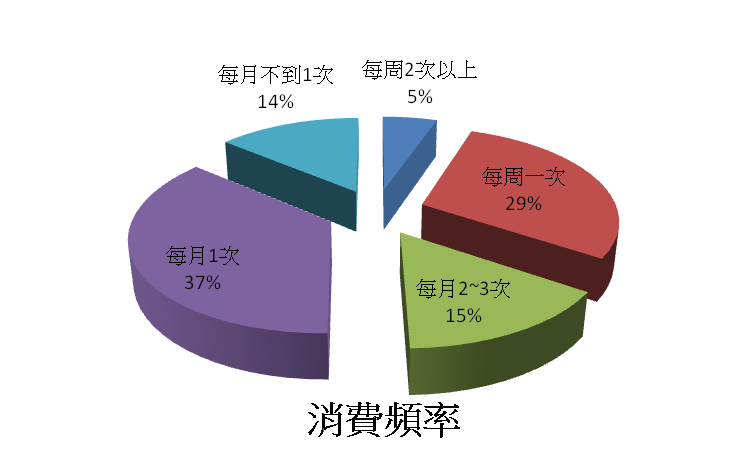 每月不到1次
14%
每周2次以上
5%
每周一次
29%
每月1次
37%
每月2~3次
15%
消費頻率